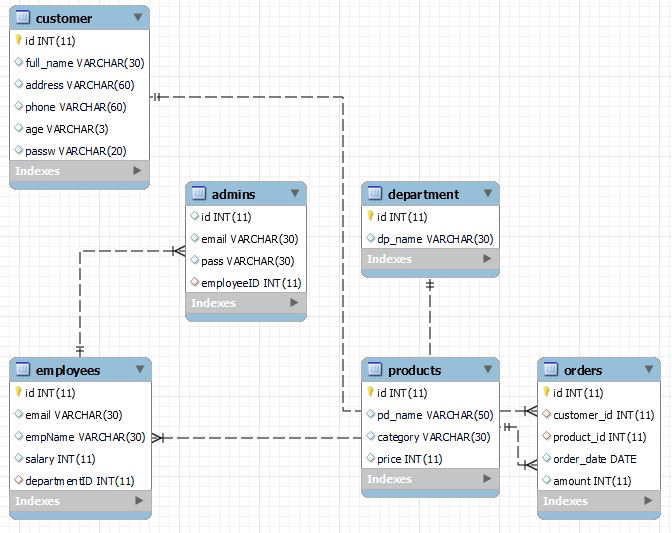 customer
id INT(11)
full_name VARCHAR(30)
address VARCHAR(60)
phone VARCHAR(60)
age VARCHAR(3)
passw VARCHAR(20)
Indexes
admins
id INT(11)
email VARCHAR(30)
pass VARCHAR(30)
employeeID INT(11)
Indexes
department
id INT(11)
dp_name VARCHAR(30)
Indexes
employees
id INT(11)
email VARCHAR(30)
empName VARCHAR(30)
salary INT(11)
departmentID INT(11)
Indexes
products
id INT(11)
pd_name VARCHAR(50)
category VARCHAR(30)
price INT(11)
Indexes
orders
id INT(11)
customer_id INT(11)
product_id INT(11)
order_date DATE
amount INT(11)
Indexes